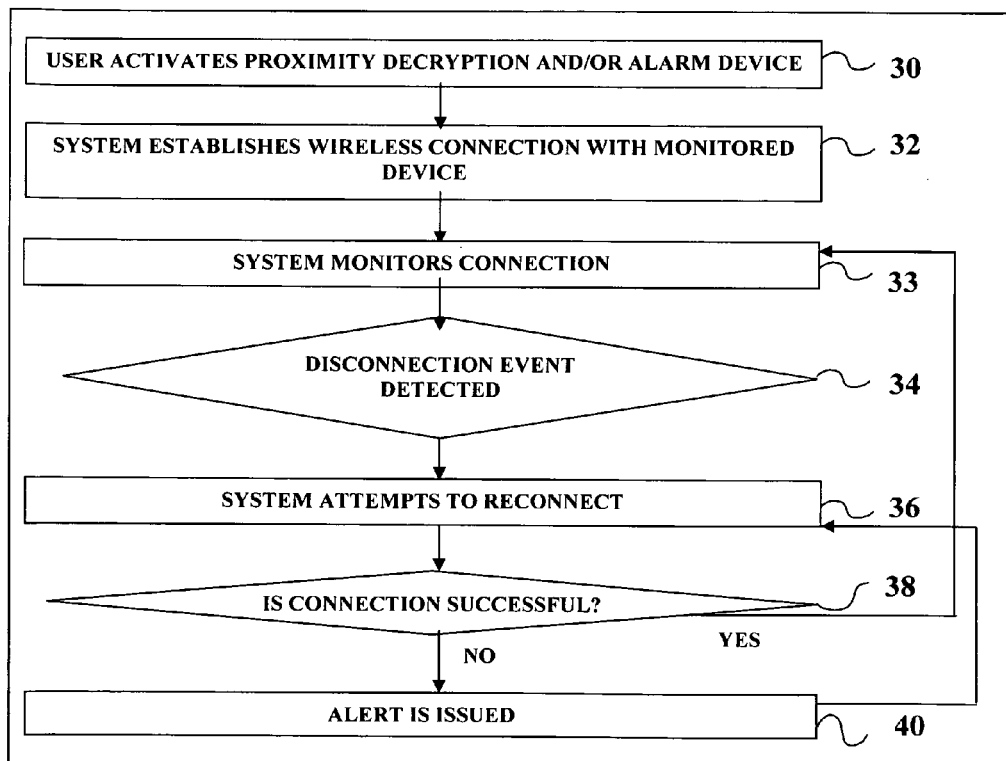 USER ACTIVATES PROXIMITY DECRYPTION AND/OR ALARM DEVICE
30
SYSTEM ESTABLISHES WIRELESS CONNECTION WITH MONITORED
DEVICE
32
SYSTEM MONITORS CONNECTION
33
DISCONNECTION EVENT
DETECTED
34
SYSTEM ATTEMPTS TO RECONNECT
36
IS CONNECTION SUCCESSFUL?
38
YES
NO
ALERT IS ISSUED
40